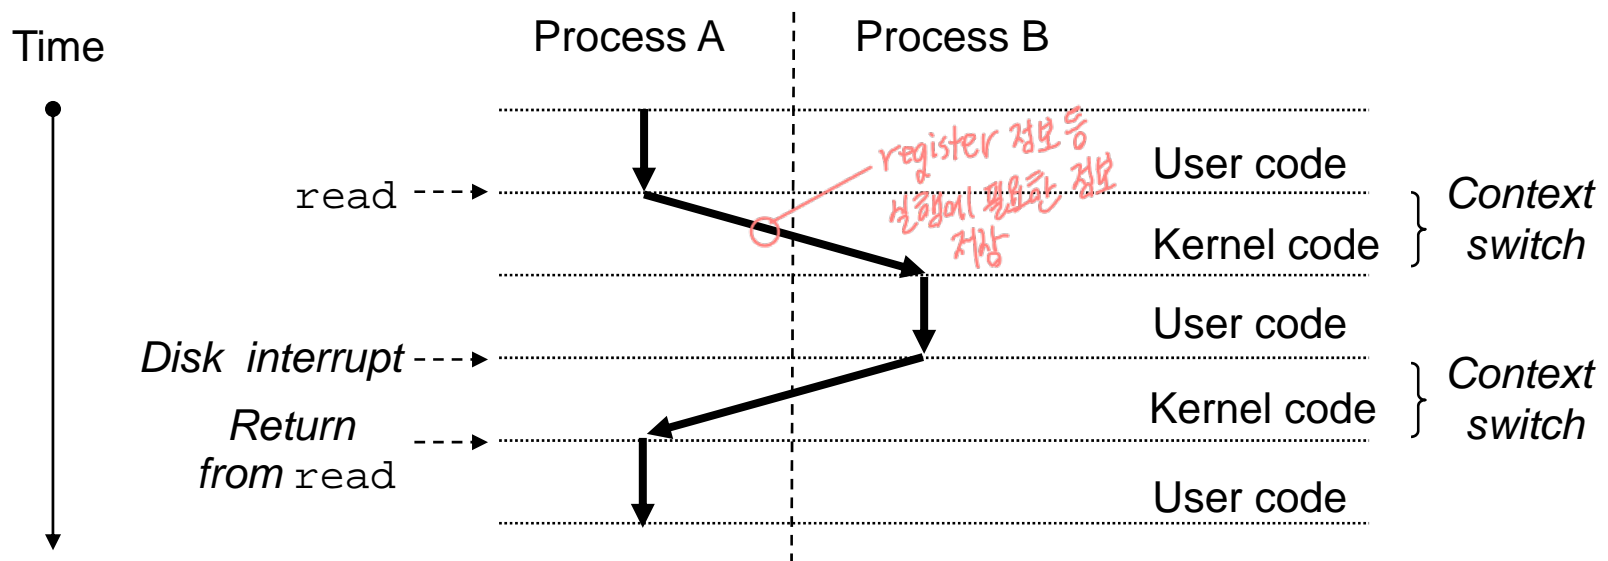 Process A
Process B
Time
register 정보 등
실행에 필요한 정보
저장
User code
read
Context
switch
Kernel code
User code
Disk interrupt
Context
switch
Kernel code
Return
from read
User code